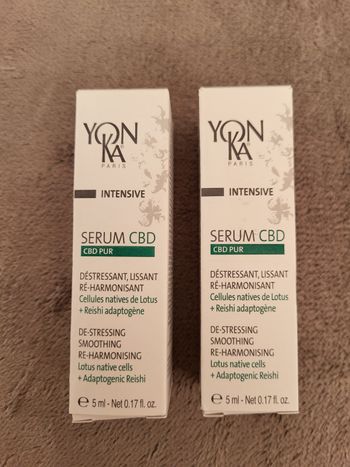 YON
KA
PARIS
INTENSIVE
SERUM CBD
CBD PUR
DÉSTRESSANT, LISSANT
RÉ-HARMONISANT
Cellules natives de Lotus
+ Reishi adaptogène
DE-STRESSING
SMOOTHING
RE-HARMONISING
Lotus native cells
+ Adaptogenic Reishi
℮ 5 ml - Net 0.17 fl. oz.
YON
KA
PARIS
INTENSIVE
SERUM CBD
CBD PUR
DÉSTRESSANT, LISSANT
RÉ-HARMONISANT
Cellules natives de Lotus
+ Reishi adaptogène
DE-STRESSING
SMOOTHING
RE-HARMONISING
Lotus native cells
+ Adaptogenic Reishi
℮ 5 ml - Net 0.17 fl. oz.